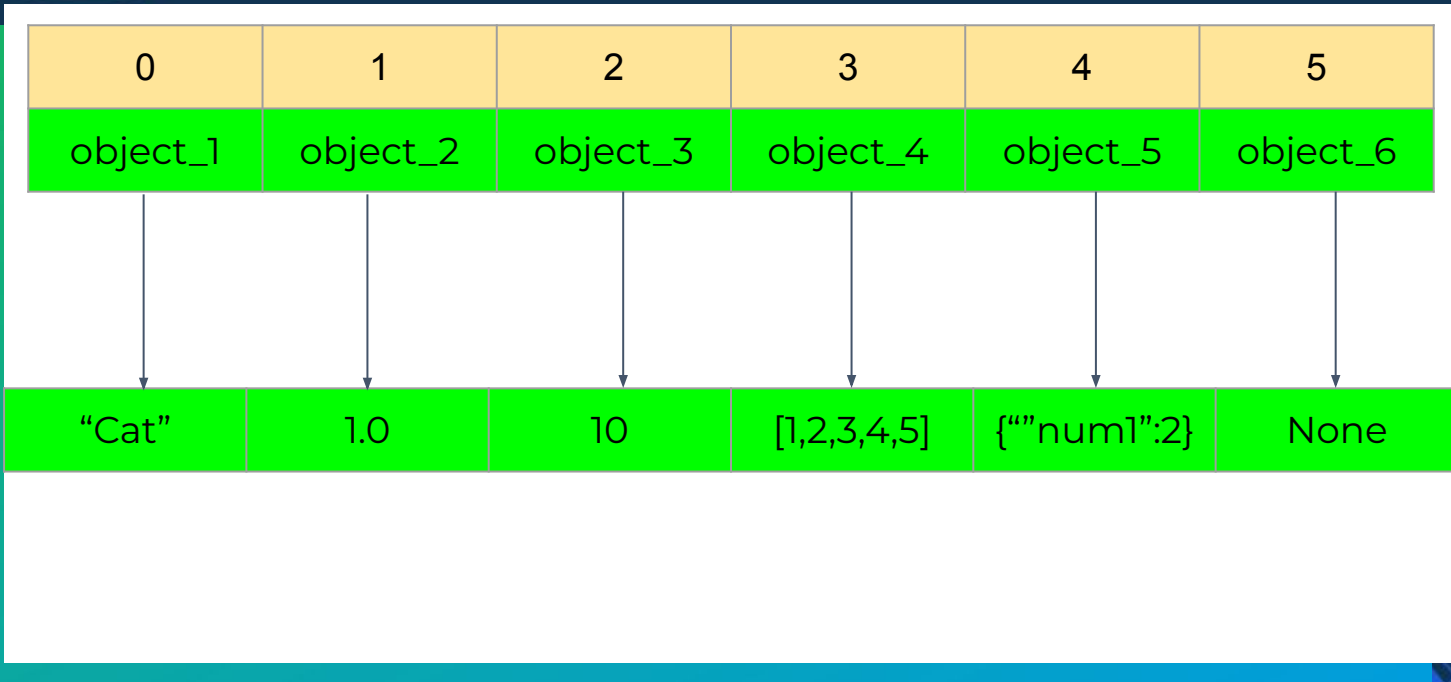 0 1 2 3 4 5
object_1 object_2 object_3 object_4 object_5 object_6
“Cat” 1.0 10 [1,2,3,4,5] {“”num1”:2} None